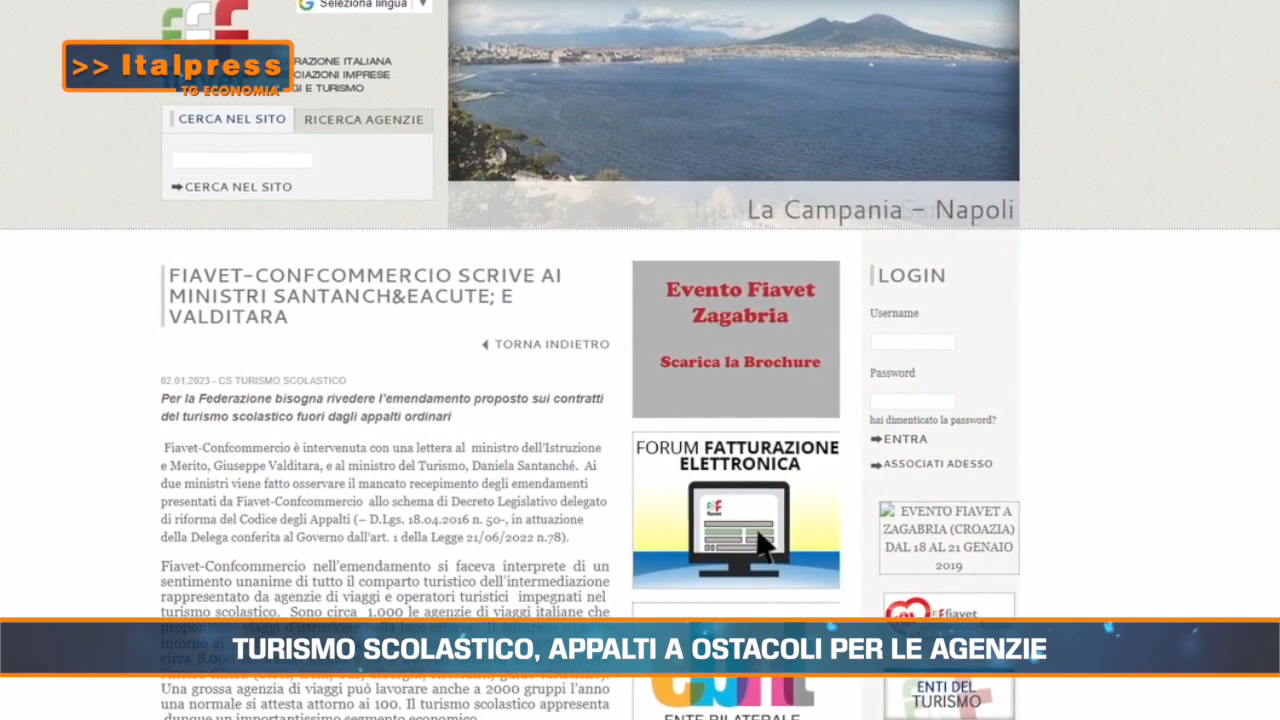 Seleziona lingua
>> Italpress
TG ECONOMIA
RAZIONE ITALIANA
CIAZIONI IMPRESE
GI E TURISMO
CERCA NEL SITO
RICERCA AGENZIE
CERCA NEL SITO
La Campania - Napoli
FIAVET-CONFCOMMERCIO SCRIVE AI
MINISTRI SANTANCH&EACUTE; E
VALDITARA
TORNA INDIETRO
02.01.2023 - CS TURISMO SCOLASTICO
Per la Federazione bisogna rivedere l'emendamento proposto sui contratti
del turismo scolastico fuori dagli appalti ordinari
Fiavet-Confcommercio è intervenuta con una lettera al ministro dell'Istruzione
e Merito, Giuseppe Valditara, e al ministro del Turismo, Daniela Santanché. Ai
due ministri viene fatto osservare il mancato recepimento degli emendamenti
presentati da Fiavet-Confcommercio allo schema di Decreto Legislativo delegato
di riforma del Codice degli Appalti (– D.Lgs. 18.04.2016 n. 50-, in attuazione
della Delega conferita al Governo dall'art. 1 della Legge 21/06/2022 n.78).
Fiavet-Confcommercio nell'emendamento si faceva interprete di un
sentimento unanime di tutto il comparto turistico dell'intermediazione
rappresentato da agenzie di viaggi e operatori turistici impegnati nel
turismo scolastico. Sono circa 1.000 le agenzie di viaggi italiane che
Una grossa agenzia di viaggi può lavorare anche a 2000 gruppi l'anno
una normale si attesta attorno ai 100. Il turismo scolastico appresenta
dunque un importantissimo segmento economico.
Evento Fiavet
Zagabria
Scarica la Brochure
FORUM FATTURAZIONE
ELETTRONICA
fiavet
ENTE BILATERALE
LOGIN
Username
Password
hai dimenticato la password?
ENTRA
ASSOCIATI ADESSO
EVENTO FIAVET A
ZAGABRIA (CROAZIA)
DAL 18 AL 21 GENAIO
2019
fiavet
ENTI DEL
TURISMO
TURISMO SCOLASTICO, APPALTI A OSTACOLI PER LE AGENZIE